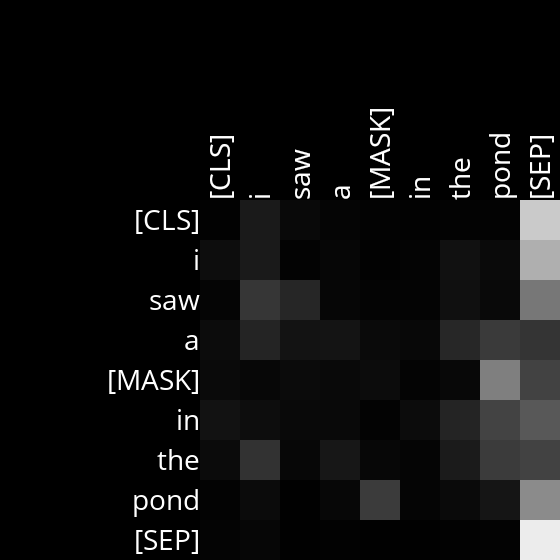 [CLS] i saw a [MASK] in the pond [SEP]
[CLS]
i
saw
a
[MASK]
in
the
pond
[SEP]